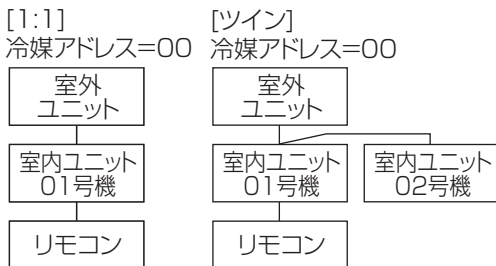 [1:1]
冷媒アドレス=00
室外
ユニット
室内ユニット
01号機
リモコン
[ツイン]
冷媒アドレス=00
室外
ユニット
室内ユニット
01号機
室内ユニット
02号機
リモコン